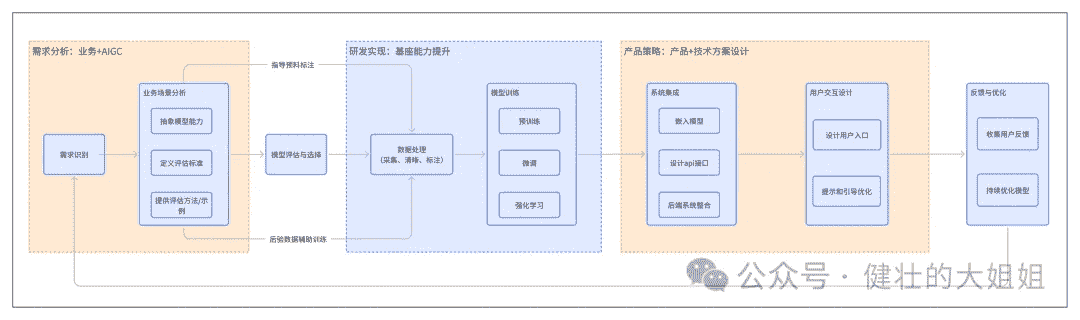 需求分析：业务+AIGC
需求识别
业务场景分析
抽象模型能力
定义评估标准
提供评估方法/示
例
模型评估与选择
指导预料标注
后验数据辅助训练
研发实现：基座能力提升
数据处理
（采集、清晰、标注）
模型训练
预训练
微调
强化学习
产品策略：产品+技术方案设计
系统集成
嵌入模型
设计api接口
后端系统整合
用户交互设计
设计用户入口
提示和引导优化
反馈与优化
收集用户反馈
持续优化模型
公众号·健壮的大姐姐